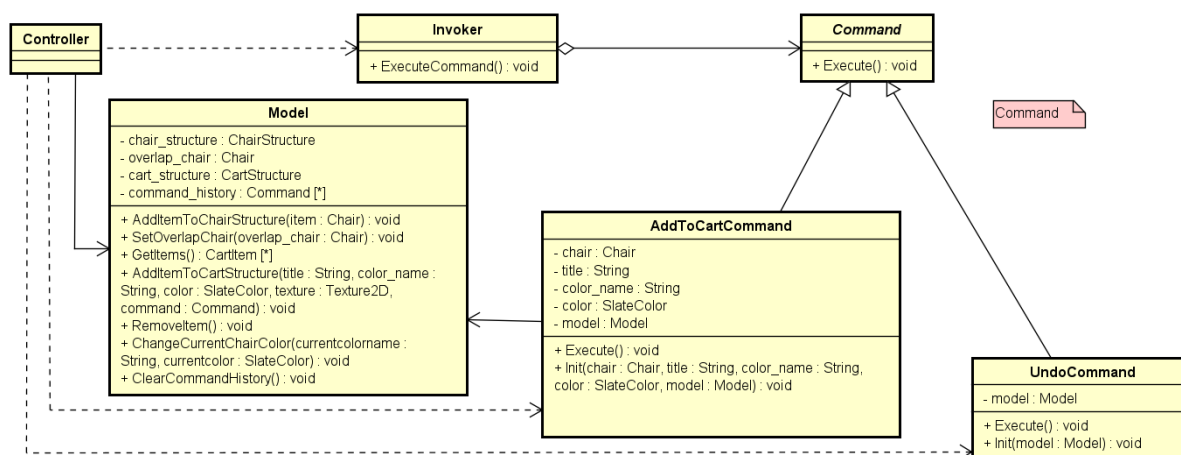 Controller
Invoker
+ ExecuteCommand() : void
Command
+ Execute() : void
Command
Model
- chair_structure : ChairStructure
- overlap_chair : Chair
- cart_structure : CartStructure
- command_history : Command [*]
+ AddItemToChairStructure(item : Chair) : void
+ SetOverlapChair(overlap_chair : Chair) : void
+ GetItems() : CartItem [*]
+ AddItemToCartStructure(title : String, color_name :
String, color : SlateColor, texture : Texture2D,
command : Command) : void
+ RemoveItem() : void
+ ChangeCurrentChairColor(currentcolorname :
String, currentcolor : SlateColor) : void
+ ClearCommandHistory() : void
AddToCartCommand
- chair : Chair
- title : String
- color_name : String
- color : SlateColor
- model : Model
+ Execute() : void
+ Init(chair : Chair, title : String, color_name : String,
color : SlateColor, model : Model) : void
UndoCommand
- model : Model
+ Execute() : void
+ Init(model : Model) : void